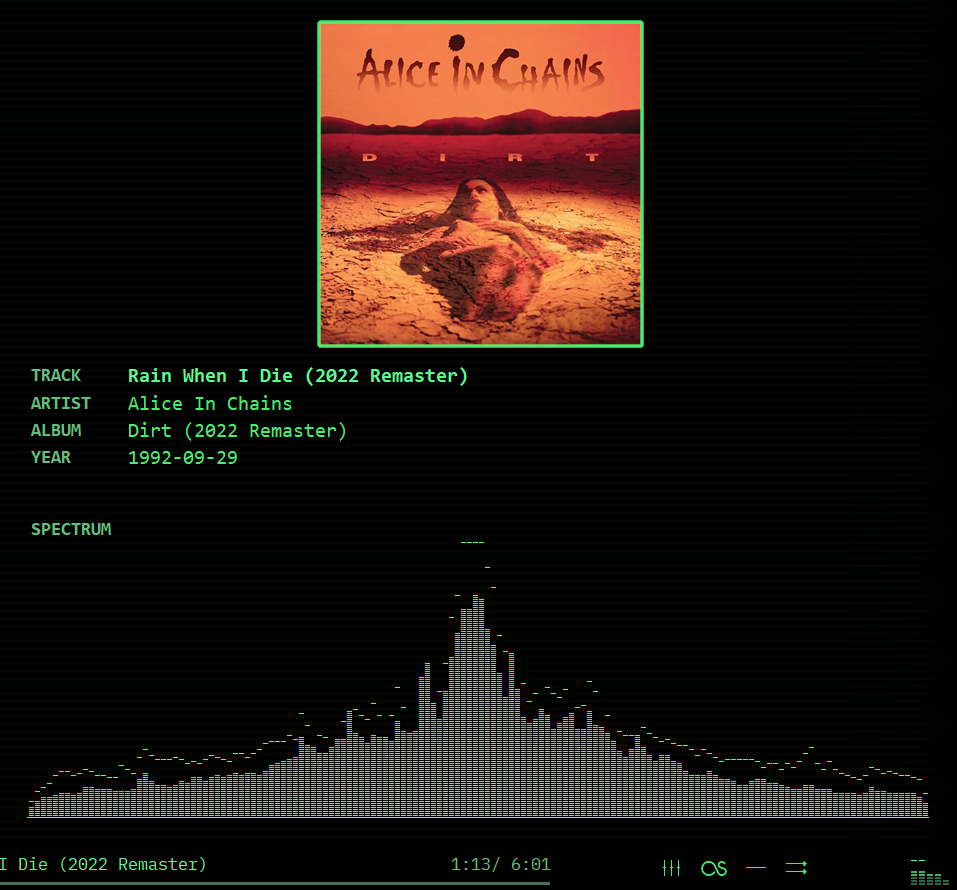 ALICE IN CHAINS
D I R T
TRACK Rain When I Die (2022 Remaster)
ARTIST Alice In Chains
ALBUM Dirt (2022 Remaster)
YEAR 1992-09-29
SPECTRUM
I Die (2022 Remaster) 1:13/ 6:01